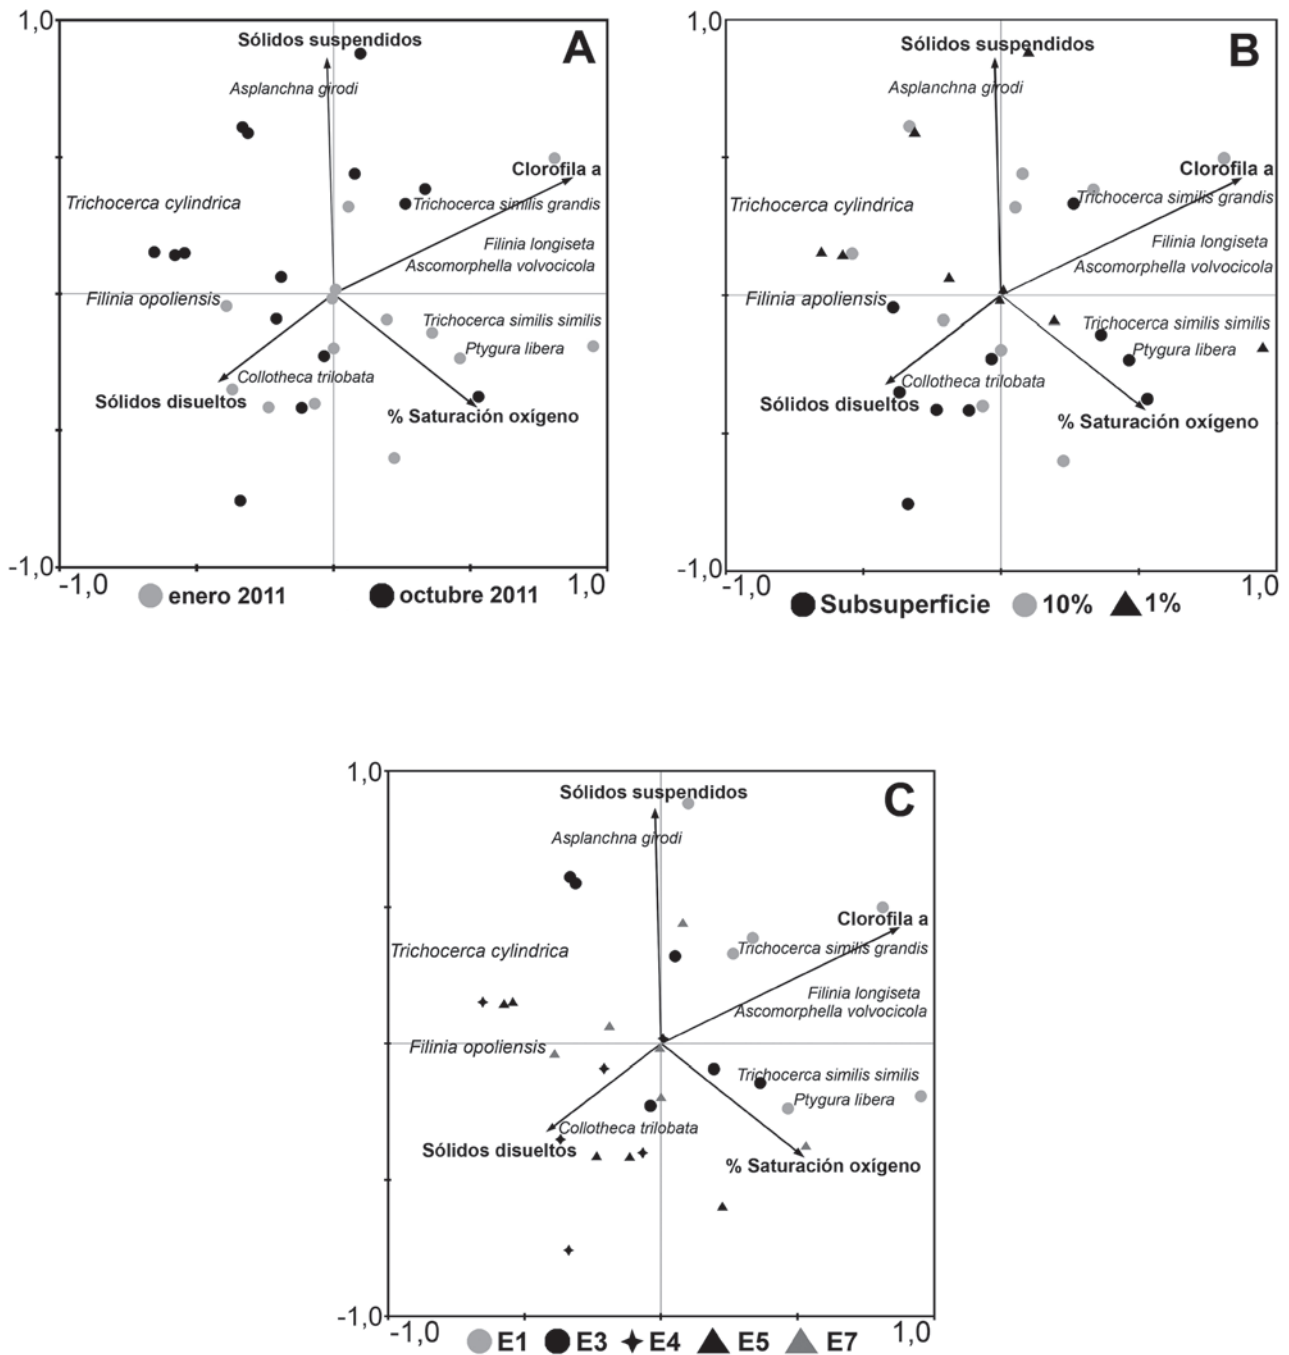 1,0
Sólidos suspendidos
A
Asplanchna girodi
Clorofila a
Trichocerca cylindrica
Trichocerca similis grandis
Filinia longiseta
Ascomorphella volvocicola
Filinia opoliensis
Trichocerca similis similis
Ptygura libera
Collotheca trilobata
Sólidos disueltos
% Saturación oxígeno
-1,0
-1,0
1,0
enero 2011
octubre 2011
1,0
Sólidos suspendidos
B
Asplanchna girodi
Clorofila a
Trichocerca similis grandis
Trichocerca cylindrica
Filinia longiseta
Ascomorphella volvocicola
Filinia apoliensis
Trichocerca similis similis
Ptygura libera
Collotheca trilobata
Sólidos disueltos
% Saturación oxígeno
-1,0
-1,0
1,0
Subsuperficie
10%
1%
1,0
Sólidos suspendidos
C
Asplanchna girodi
Clorofila a
Trichocerca cylindrica
Trichocerca similis grandis
Filinia longiseta
Ascomorphella volvocicola
Filinia opoliensis
Trichocerca similis similis
Ptygura libera
Collotheca trilobata
Sólidos disueltos
% Saturación oxígeno
-1,0
-1,0
1,0
E1
E3
E4
E5
E7